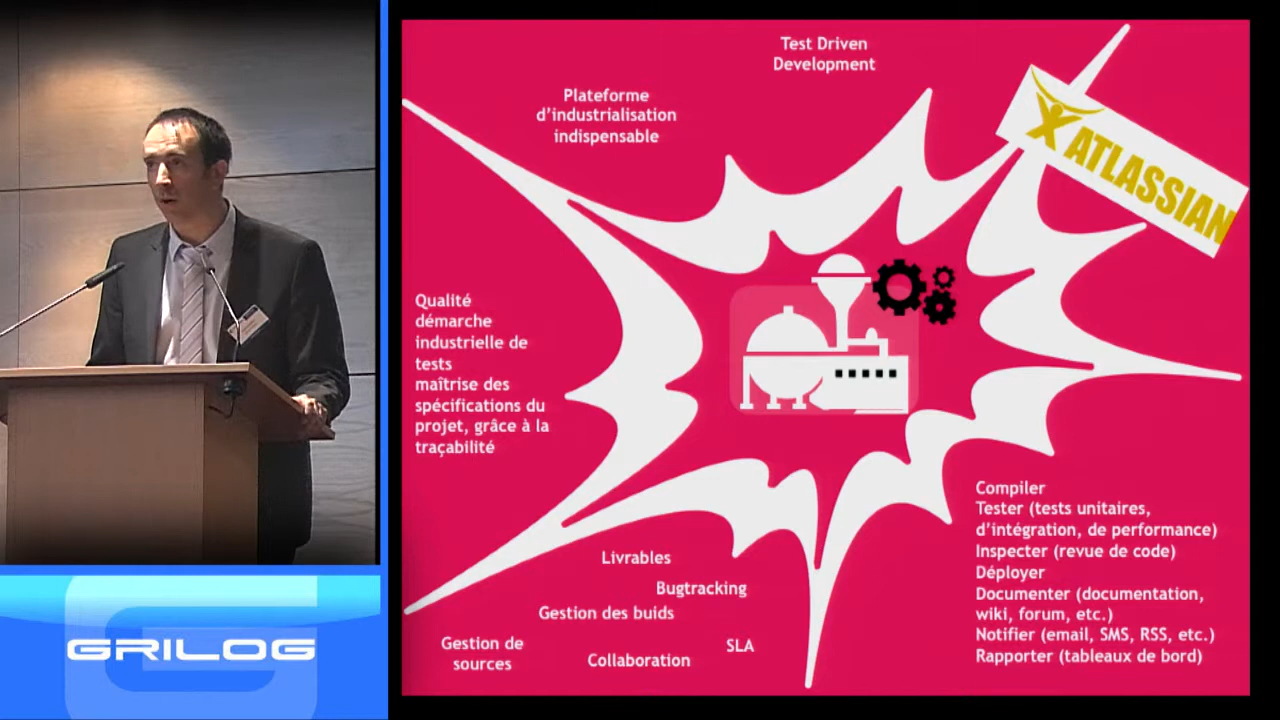 Test Driven
Development
Plateforme
d'industrialisation
indispensable
ATLASSIAN
Qualité
démarche
industrielle de
tests
maîtrise des
spécifications du
projet, grâce à la
traçabilité
Compiler
Tester (tests unitaires,
d'intégration, de performance)
Inspecter (revue de code)
Déployer
Documenter (documentation,
wiki, forum, etc.)
Notifier (email, SMS, RSS, etc.)
Rapporter (tableaux de bord)
Livrables
Bugtracking
Gestion des buids
Gestion de
sources
SLA
Collaboration
GRILOG